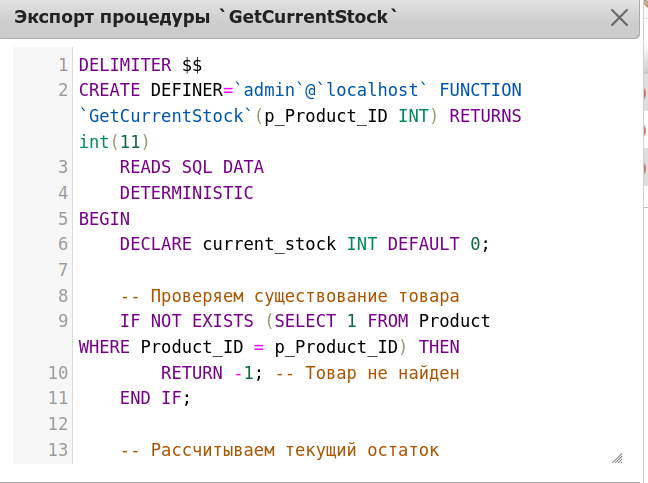 Экспорт процедуры `GetCurrentStock`
1 DELIMITER $$
2 CREATE DEFINER=`admin`@`localhost` FUNCTION
`GetCurrentStock`(p_Product_ID INT) RETURNS
int(11)
3 READS SQL DATA
4 DETERMINISTIC
5 BEGIN
6 DECLARE current_stock INT DEFAULT 0;
7
8 -- Проверяем существование товара
9 IF NOT EXISTS (SELECT 1 FROM Product
WHERE Product_ID = p_Product_ID) THEN
10 RETURN -1; -- Товар не найден
11 END IF;
12
13 -- Рассчитываем текущий остаток